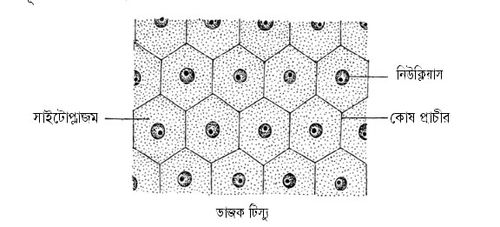 নিউক্লিয়াস
সাইটোপ্লাজম
কোষ প্রাচীর
ভাজক টিস্যু